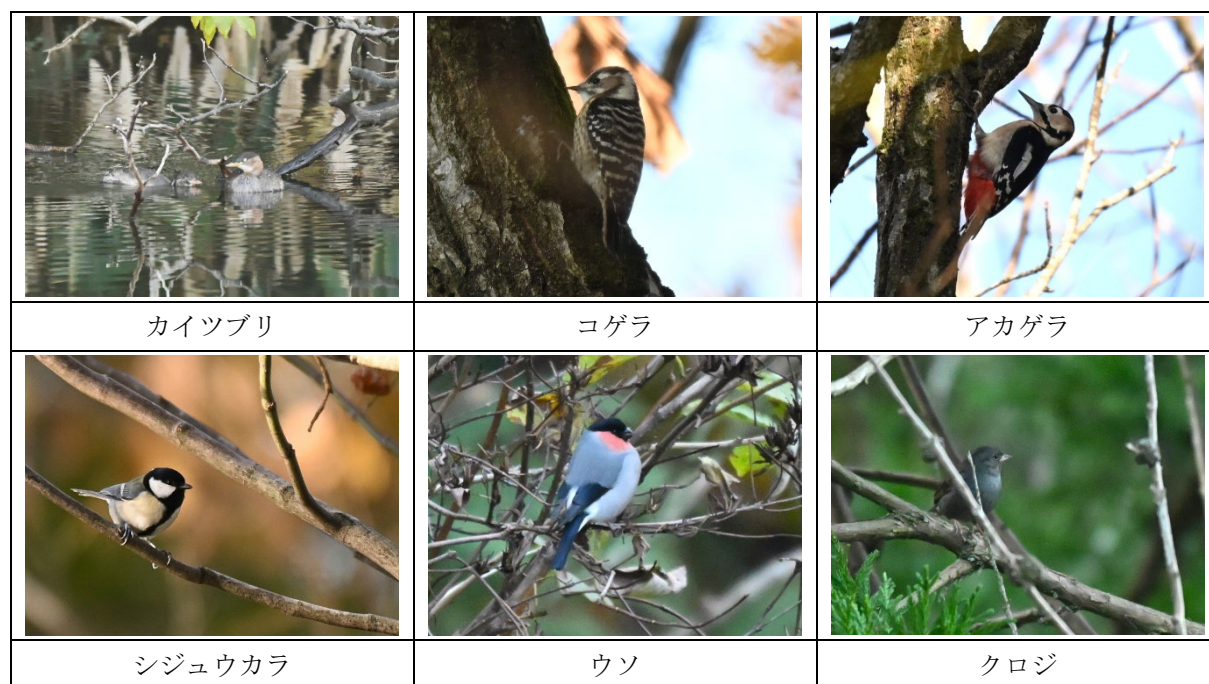 カイツブリ
コゲラ
アカゲラ
シジュウカラ
ウソ
クロジ